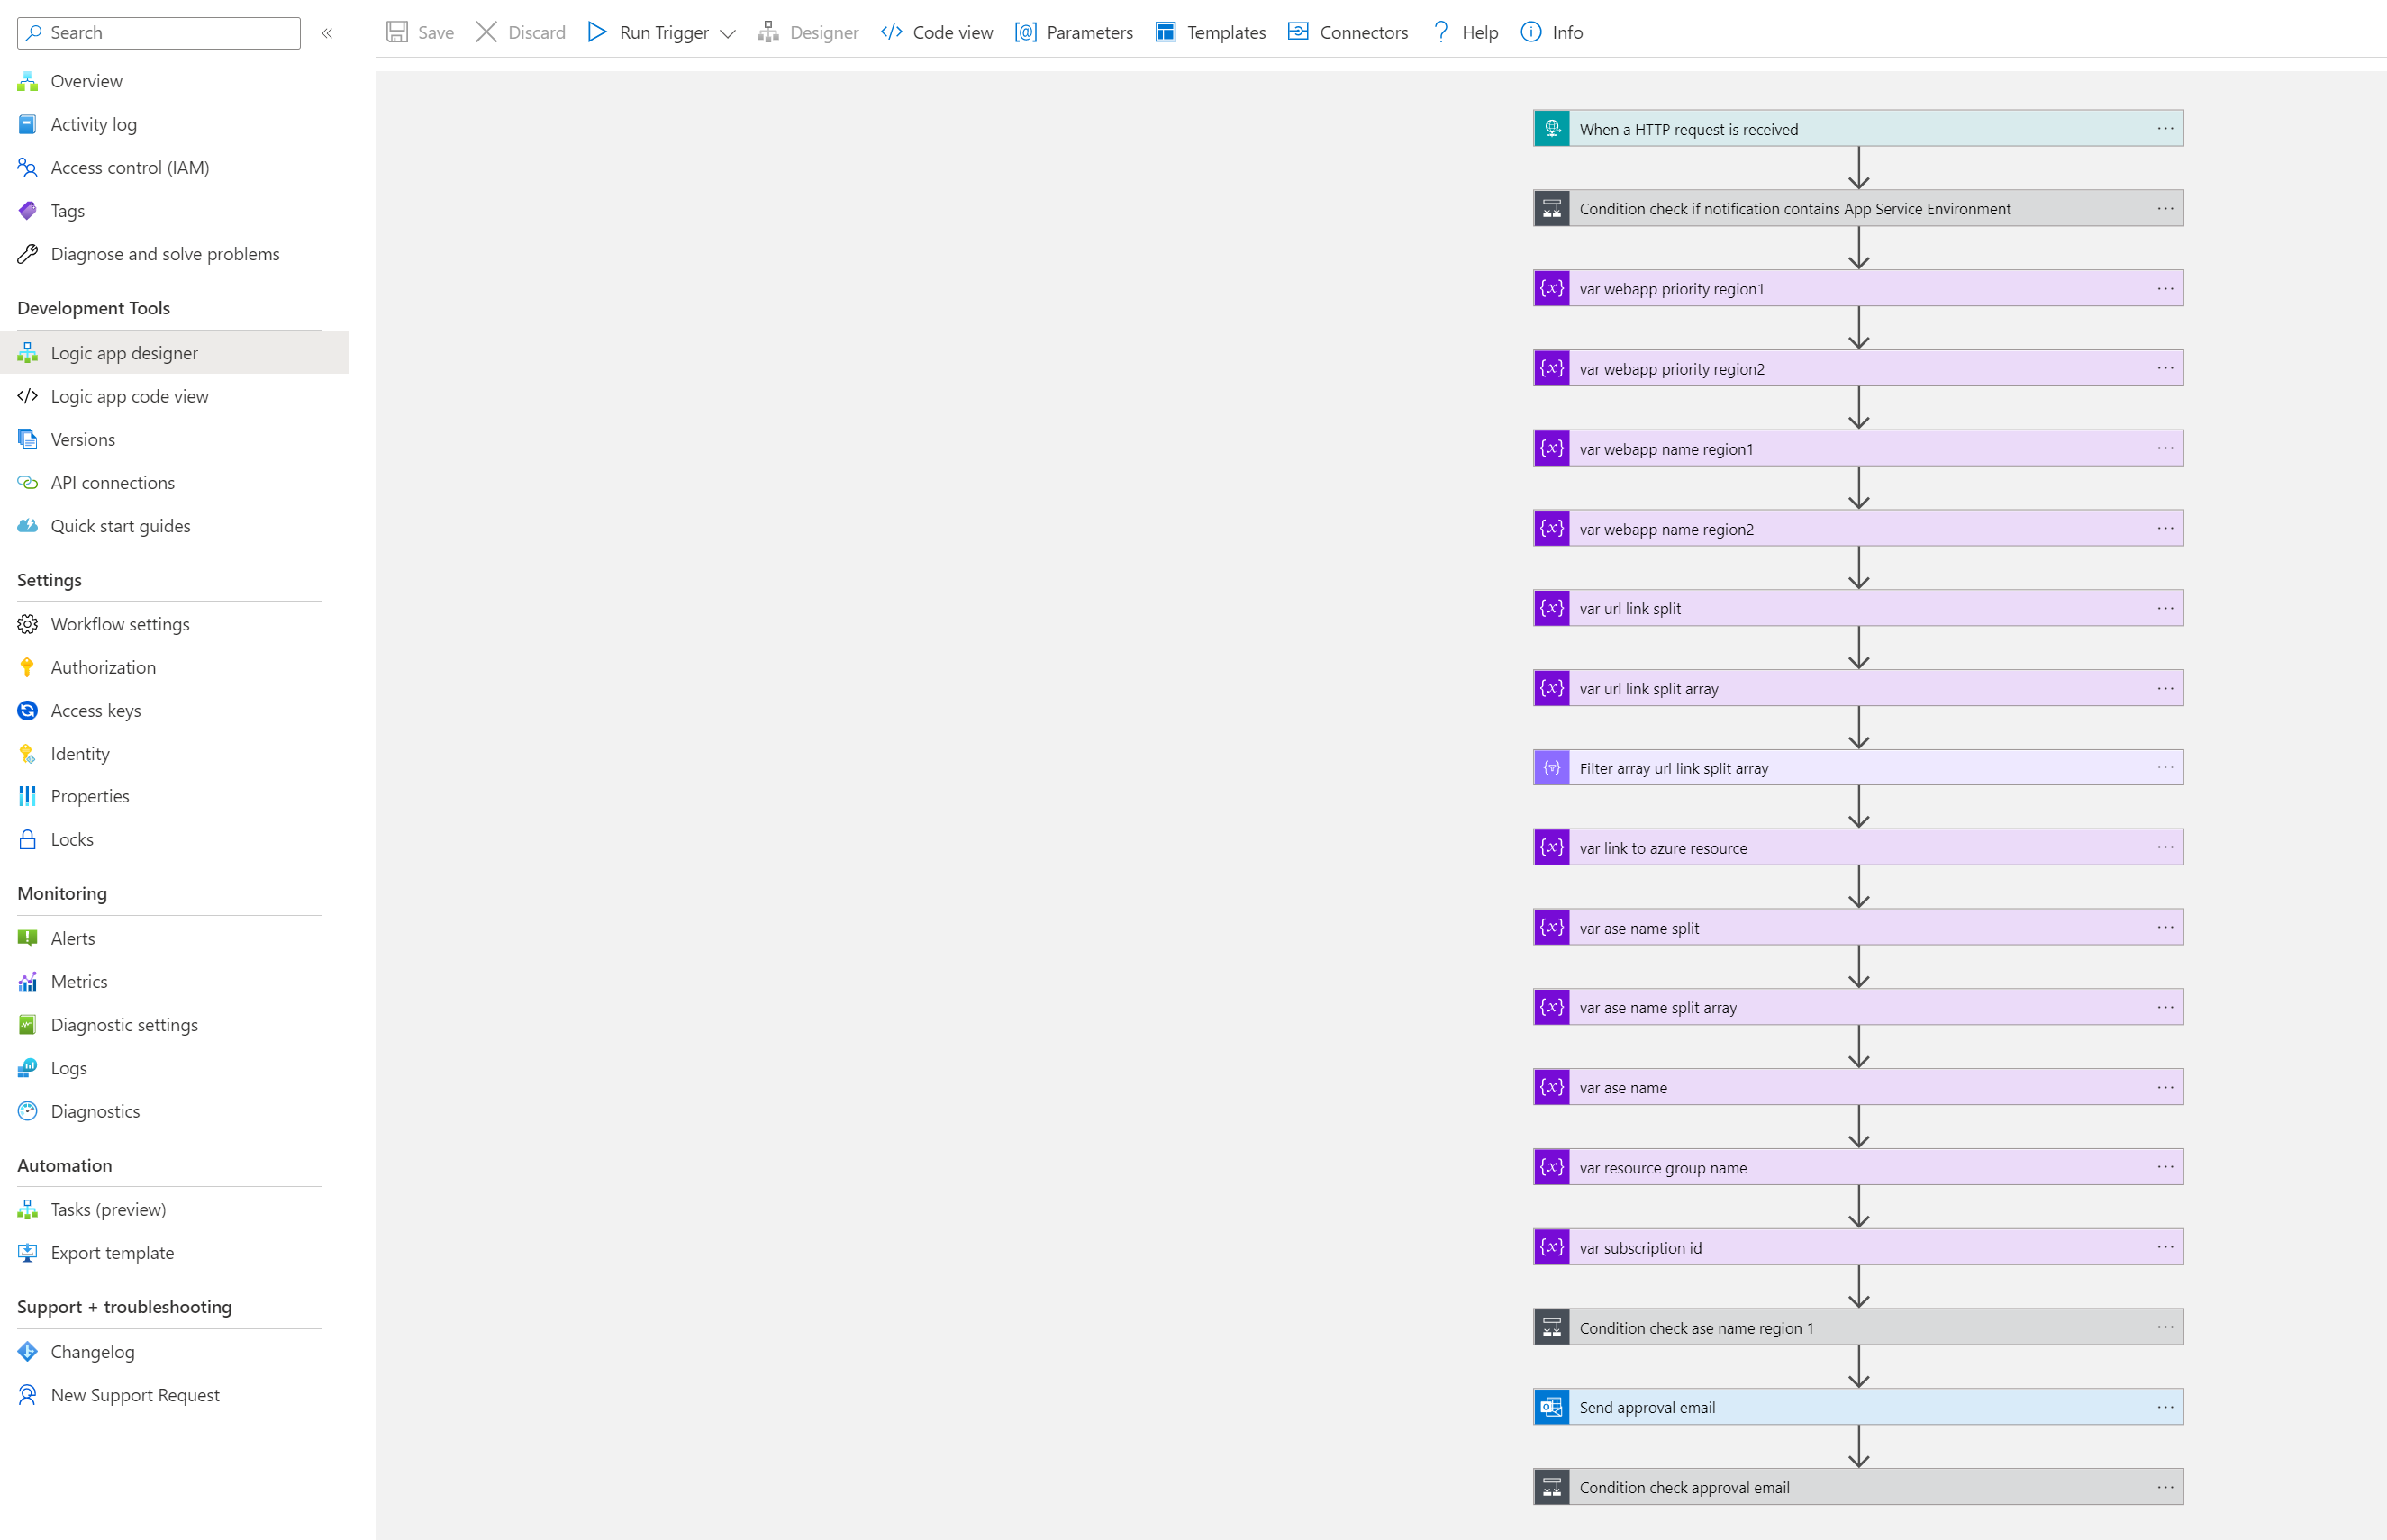 Search
«
Save
Discard
Run Trigger
Designer
Code view
Parameters
Templates
Connectors
Help
Info
Overview
Activity log
Access control (IAM)
Tags
Diagnose and solve problems
Development Tools
Logic app designer
Logic app code view
Versions
API connections
Quick start guides
Settings
Workflow settings
Authorization
Access keys
Identity
Properties
Locks
Monitoring
Alerts
Metrics
Diagnostic settings
Logs
Diagnostics
Automation
Tasks (preview)
Export template
Support + troubleshooting
Changelog
New Support Request
When a HTTP request is received
Condition check if notification contains App Service Environment
var webapp priority region1
var webapp priority region2
var webapp name region1
var webapp name region2
var url link split
var url link split array
Filter array url link split array
var link to azure resource
var ase name split
var ase name split array
var ase name
var resource group name
var subscription id
Condition check ase name region 1
Send approval email
Condition check approval email